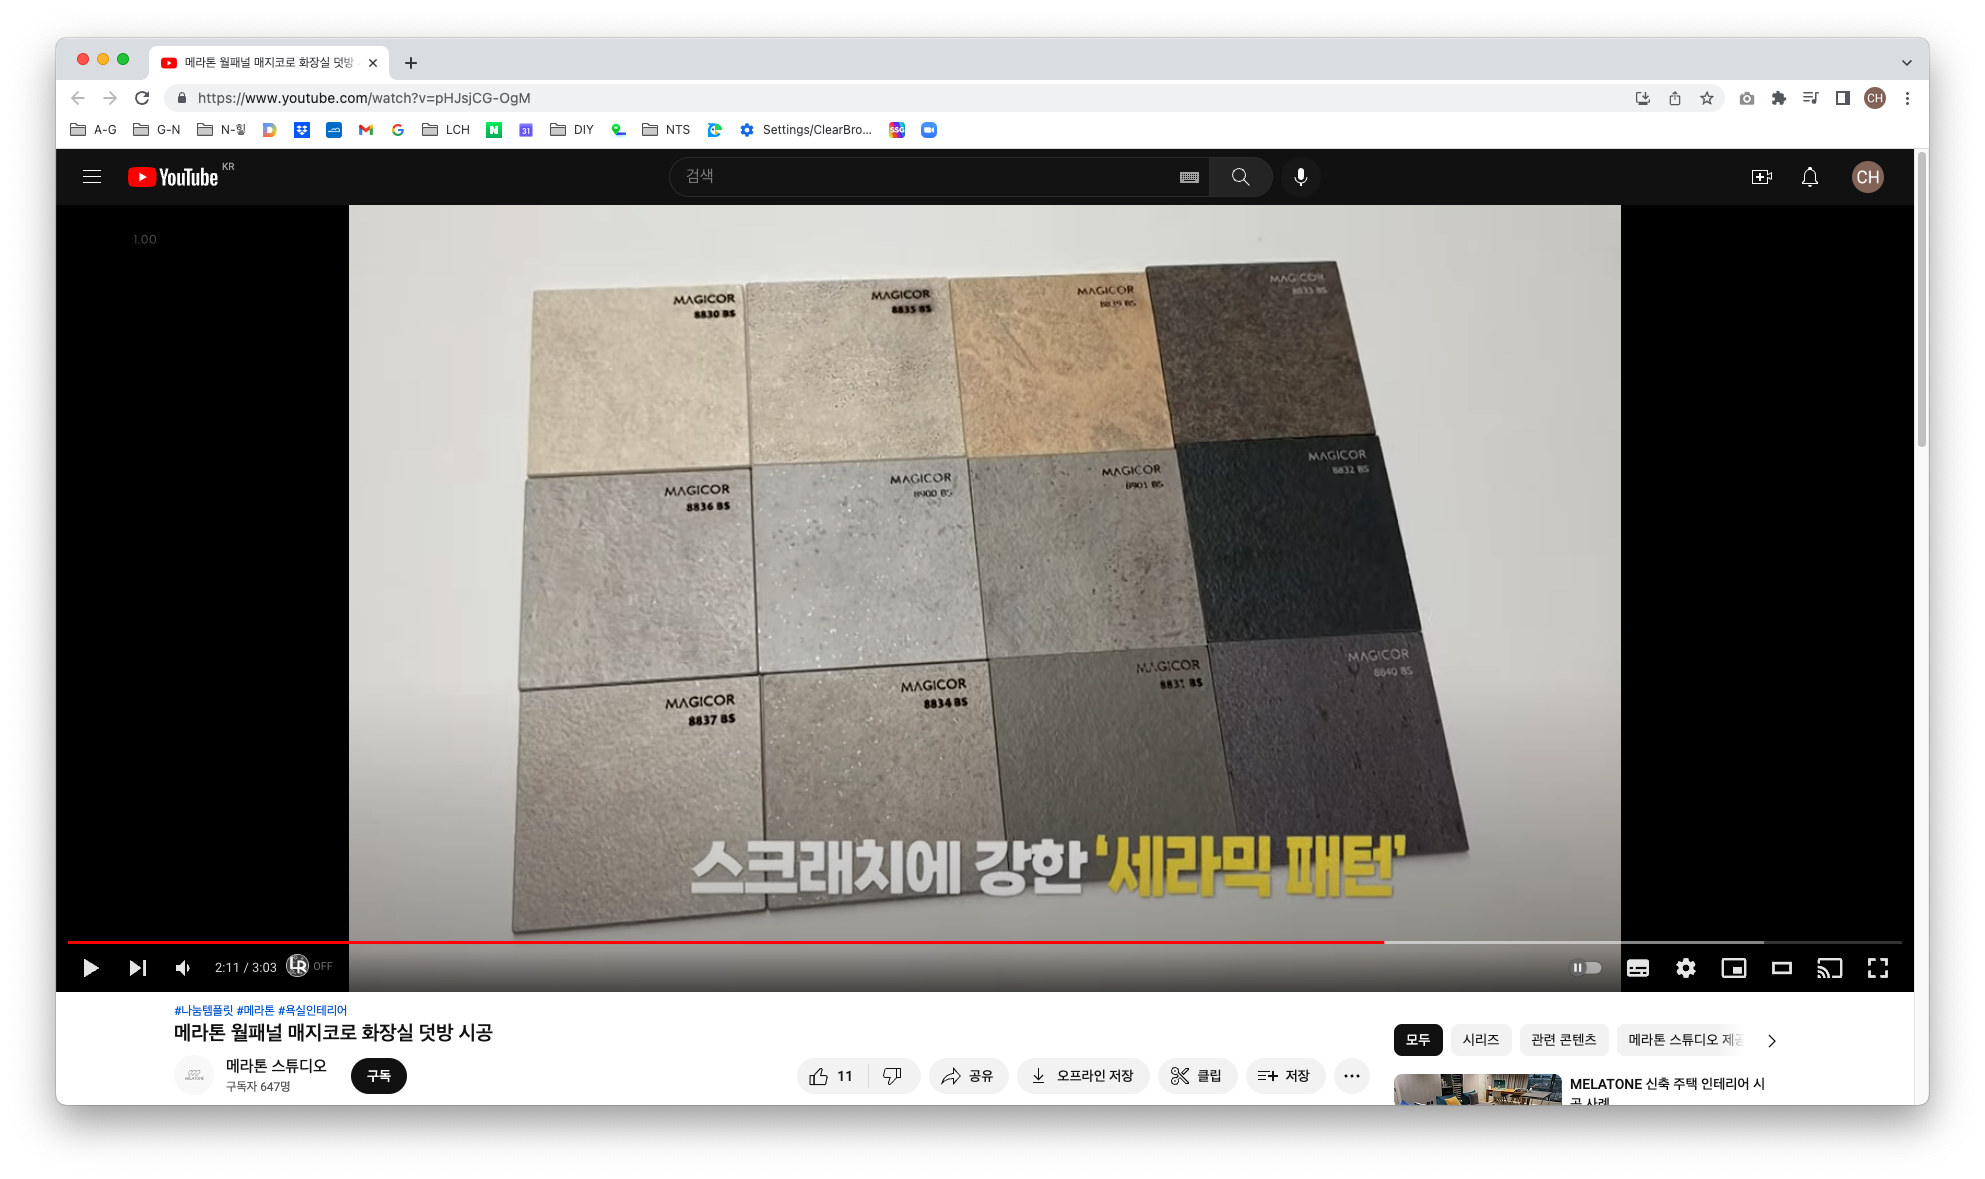 메라톤 월패널 매지코로 화장실 덧방
https://www.youtube.com/watch?v=pHJsjCG-OgM
CH
A-G
G-N
N-힣
31
LCH
N
DIY
NTS
Settings/ClearBro...
SSG
YouTube KR
검색
CH
1.00
MAGICOR
8830 BS
MAGICOR
8835 BS
MAGICOR
8839 BS
MAGICOR
8833 BS
MAGICOR
8836 BS
MAGICOR
8900 BS
MAGICOR
8901 BS
MAGICOR
8832 BS
MAGICOR
8837 BS
MAGICOR
8834 BS
MAGICOR
8831 BS
MAGICOR
8840 BS
스크래치에 강한 '세라믹 패턴'
2:11 / 3:03
LR OFF
#나눔템플릿 #메라톤 #욕실인테리어
메라톤 월패널 매지코로 화장실 덧방 시공
메라톤 스튜디오
구독자 647명
구독
11
공유
오프라인 저장
클립
저장
모두
시리즈
관련 콘텐츠
메라톤 스튜디오 제공
MELATONE 신축 주택 인테리어 시
공 사례